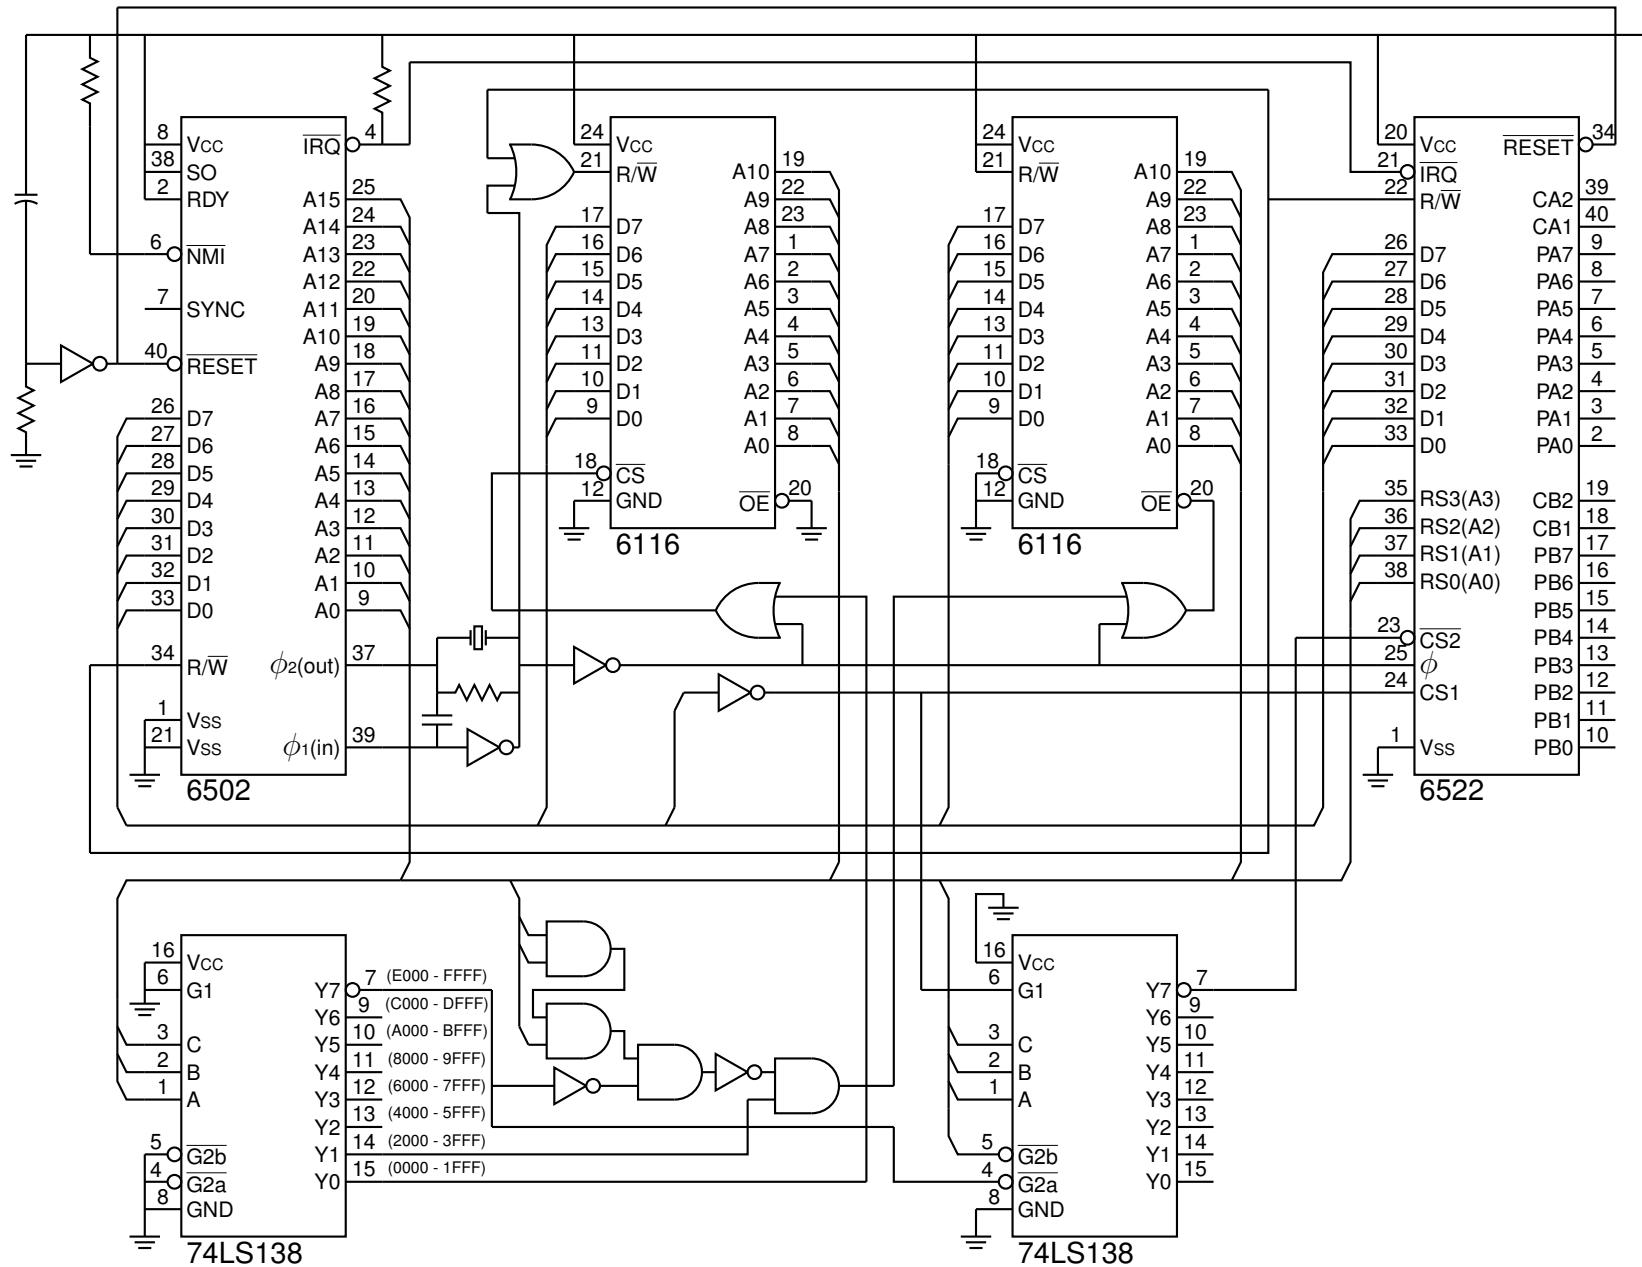 8 VCC
38 SO
2 RDY
6 NMI
7 SYNC
40 RESET
26 D7
27 D6
28 D5
29 D4
30 D3
31 D2
32 D1
33 D0
34 R/W
1 VSS
21 VSS
IRQ 4
A15 25
A14 24
A13 23
A12 22
A11 20
A10 19
A9 18
A8 17
A7 16
A6 15
A5 14
A4 13
A3 12
A2 11
A1 10
A0 9
ϕ2(out) 37
ϕ1(in) 39
6502
24 VCC
21 R/W
17 D7
16 D6
15 D5
14 D4
13 D3
11 D2
10 D1
9 D0
18 CS
12 GND
A10 19
A9 22
A8 23
A7 1
A6 2
A5 3
A4 4
A3 5
A2 6
A1 7
A0 8
OE 20
6116
24 VCC
21 R/W
17 D7
16 D6
15 D5
14 D4
13 D3
11 D2
10 D1
9 D0
18 CS
12 GND
A10 19
A9 22
A8 23
A7 1
A6 2
A5 3
A4 4
A3 5
A2 6
A1 7
A0 8
OE 20
6116
20 VCC
21 IRQ
22 R/W
26 D7
27 D6
28 D5
29 D4
30 D3
31 D2
32 D1
33 D0
35 RS3(A3)
36 RS2(A2)
37 RS1(A1)
38 RS0(A0)
23 CS2
25 ϕ
24 CS1
1 VSS
RESET 34
CA2 39
CA1 40
PA7 9
PA6 8
PA5 7
PA4 6
PA3 5
PA2 4
PA1 3
PA0 2
CB2 19
CB1 18
PB7 17
PB6 16
PB5 15
PB4 14
PB3 13
PB2 12
PB1 11
PB0 10
6522
16 VCC
6 G1
3 C
2 B
1 A
5 G2b
4 G2a
8 GND
Y7 7 (E000 - FFFF)
Y6 9 (C000 - DFFF)
Y5 10 (A000 - BFFF)
Y4 11 (8000 - 9FFF)
Y3 12 (6000 - 7FFF)
Y2 13 (4000 - 5FFF)
Y1 14 (2000 - 3FFF)
Y0 15 (0000 - 1FFF)
74LS138
16 VCC
6 G1
3 C
2 B
1 A
5 G2b
4 G2a
8 GND
Y7 7
Y6 9
Y5 10
Y4 11
Y3 12
Y2 13
Y1 14
Y0 15
74LS138